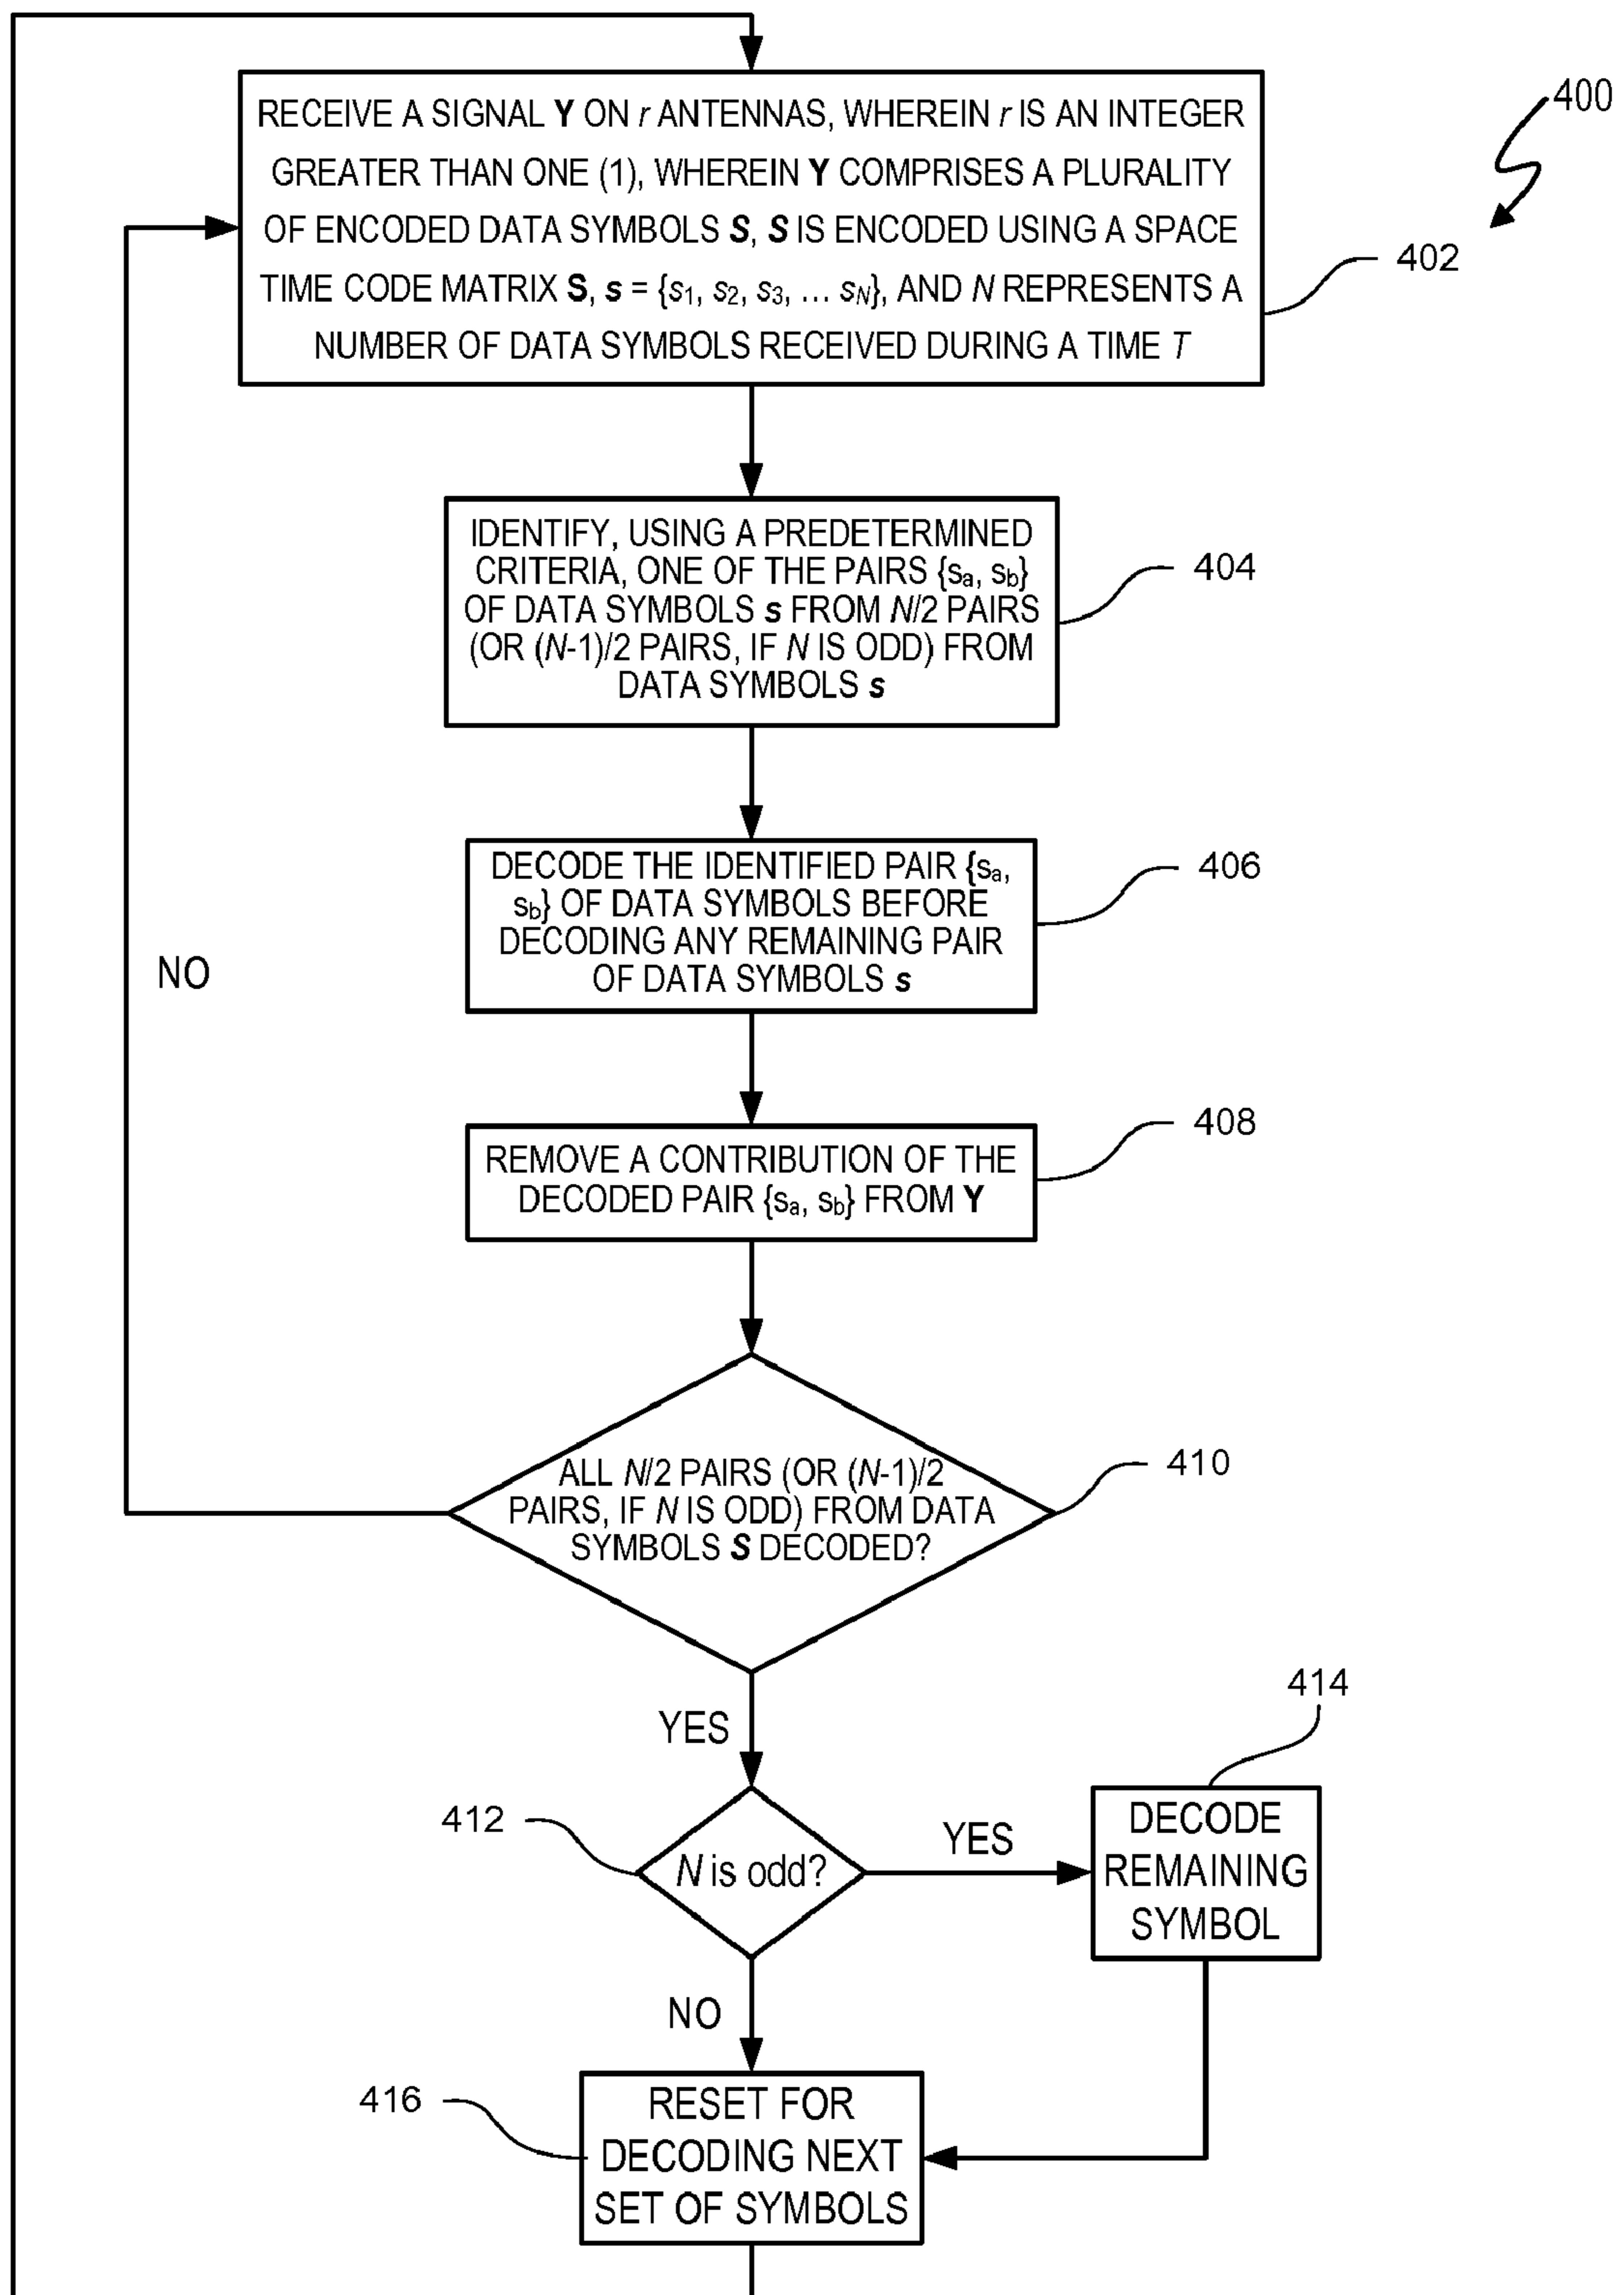 400
RECEIVE A SIGNAL Y ON r ANTENNAS, WHEREIN r IS AN INTEGER
GREATER THAN ONE (1), WHEREIN Y COMPRISES A PLURALITY
OF ENCODED DATA SYMBOLS S, S IS ENCODED USING A SPACE
TIME CODE MATRIX S, s = {s1, s2, s3, ... sN}, AND N REPRESENTS A
NUMBER OF DATA SYMBOLS RECEIVED DURING A TIME T
402
IDENTIFY, USING A PREDETERMINED
CRITERIA, ONE OF THE PAIRS {sa, sb}
OF DATA SYMBOLS s FROM N/2 PAIRS
(OR (N-1)/2 PAIRS, IF N IS ODD) FROM
DATA SYMBOLS s
404
DECODE THE IDENTIFIED PAIR {sa,
sb} OF DATA SYMBOLS BEFORE
DECODING ANY REMAINING PAIR
OF DATA SYMBOLS s
406
NO
REMOVE A CONTRIBUTION OF THE
DECODED PAIR {sa, sb} FROM Y
408
ALL N/2 PAIRS (OR (N-1)/2
PAIRS, IF N IS ODD) FROM DATA
SYMBOLS S DECODED?
410
YES
412
N is odd?
YES
414
DECODE
REMAINING
SYMBOL
NO
416
RESET FOR
DECODING NEXT
SET OF SYMBOLS